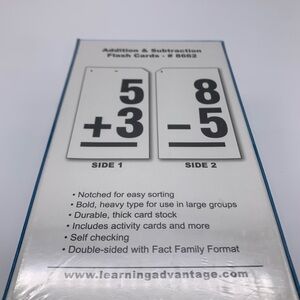 Addition & Subtraction
Flash Cards - # 8662
5
+3
8
-5
SIDE 1
SIDE 2
• Notched for easy sorting
• Bold, heavy type for use in large groups
• Durable, thick card stock
• Includes activity cards and more
• Self checking
• Double-sided with Fact Family Format
www.learningadvantage.com